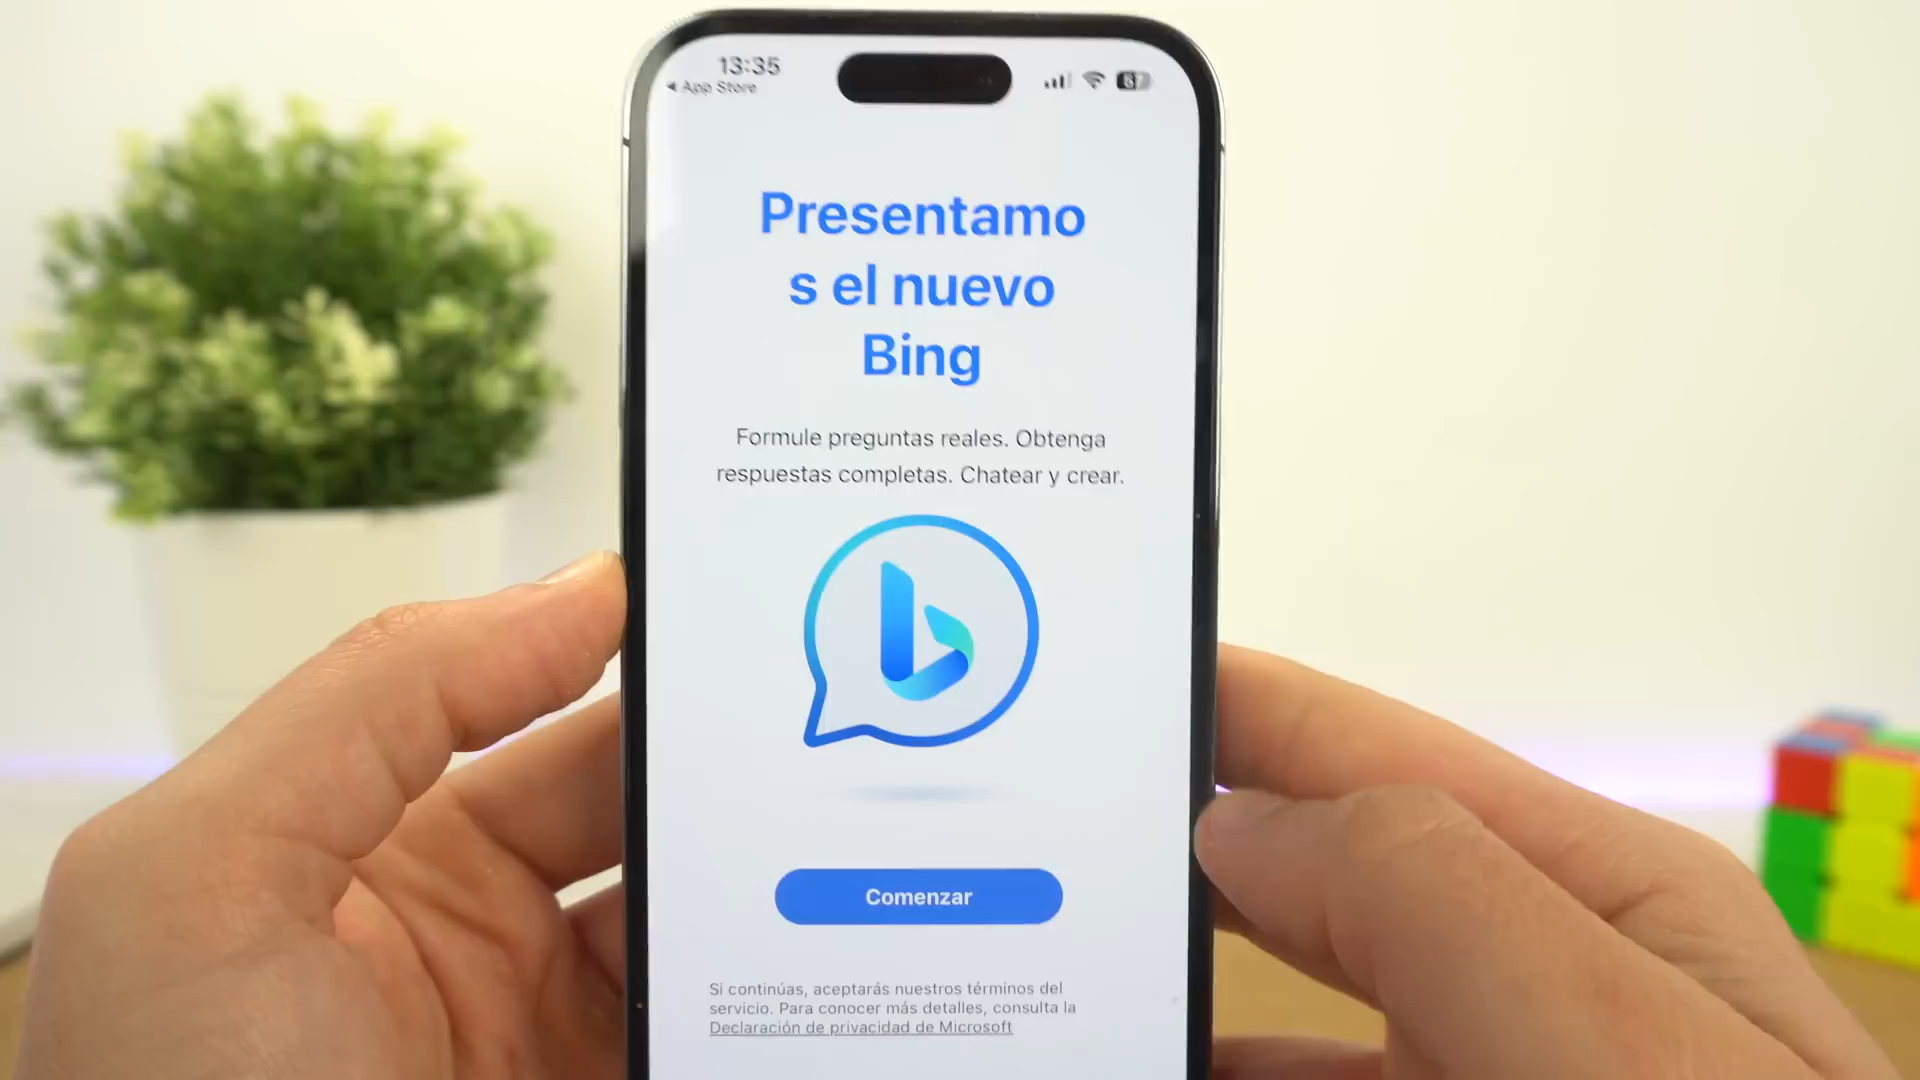 13:35
◀ App Store
Presentamo
s el nuevo
Bing
Formule preguntas reales. Obtenga
respuestas completas. Chatear y crear.
Comenzar
Si continúas, aceptarás nuestros términos del
servicio. Para conocer más detalles, consulta la
Declaración de privacidad de Microsoft